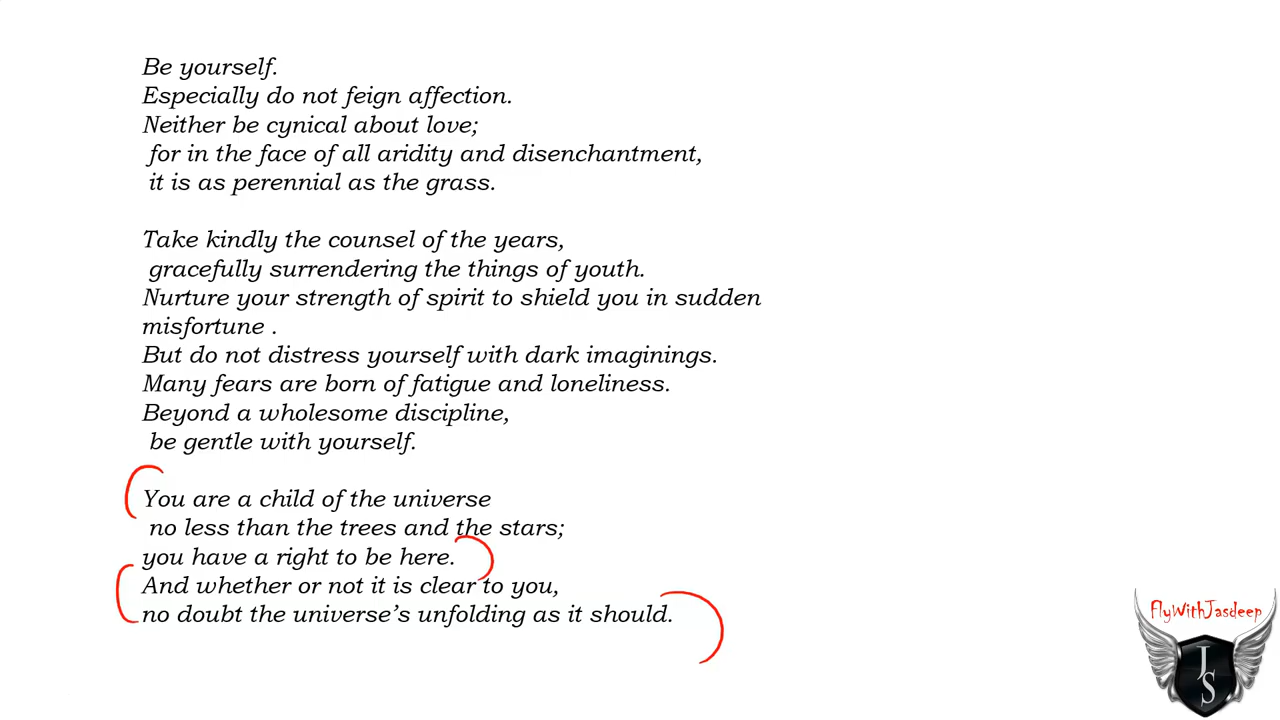 Be yourself.
Especially do not feign affection.
Neither be cynical about love;
for in the face of all aridity and disenchantment,
it is as perennial as the grass.
Take kindly the counsel of the years,
gracefully surrendering the things of youth.
Nurture your strength of spirit to shield you in sudden
misfortune .
But do not distress yourself with dark imaginings.
Many fears are born of fatigue and loneliness.
Beyond a wholesome discipline,
be gentle with yourself.
You are a child of the universe
no less than the trees and the stars;
you have a right to be here.
And whether or not it is clear to you,
no doubt the universe’s unfolding as it should.
FlyWithJasdeep
JS